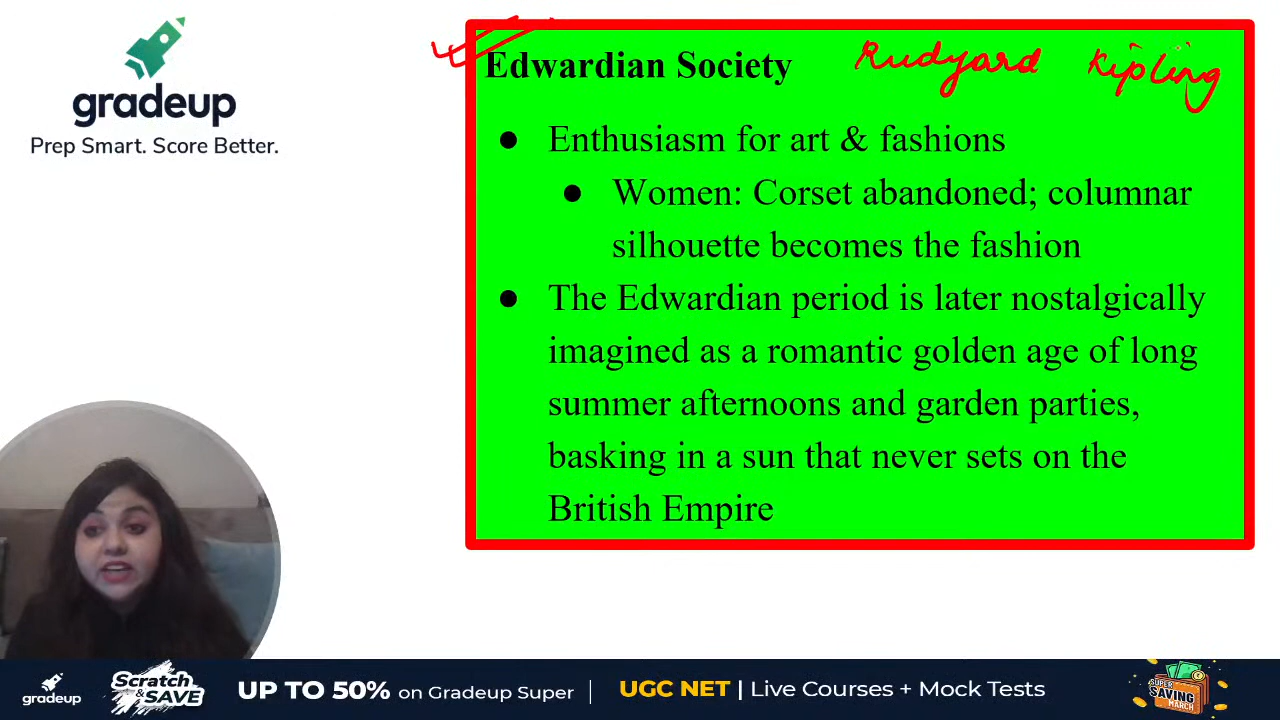 gradeup
Prep Smart. Score Better.
Edwardian Society Rudyard Kipling
● Enthusiasm for art & fashions
● Women: Corset abandoned; columnar
silhouette becomes the fashion
● The Edwardian period is later nostalgically
imagined as a romantic golden age of long
summer afternoons and garden parties,
basking in a sun that never sets on the
British Empire
gradeup
Scratch
& SAVE
UP TO 50% on Gradeup Super | UGC NET | Live Courses + Mock Tests
SUPER
SAVING
MARCH